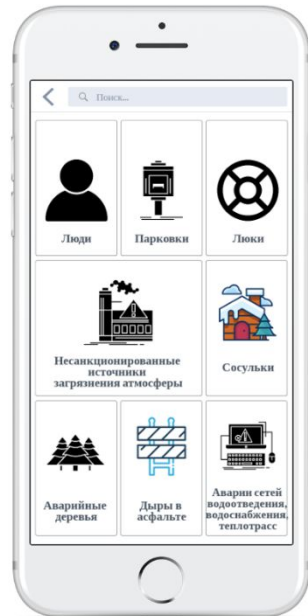 Поиск...
Люди
Парковки
Люки
Несанкционированные
источники
загрязнения атмосферы
Сосульки
Аварийные
деревья
Дыры в
асфальте
Аварии сетей
водоотведения,
водоснабжения,
теплотрасс